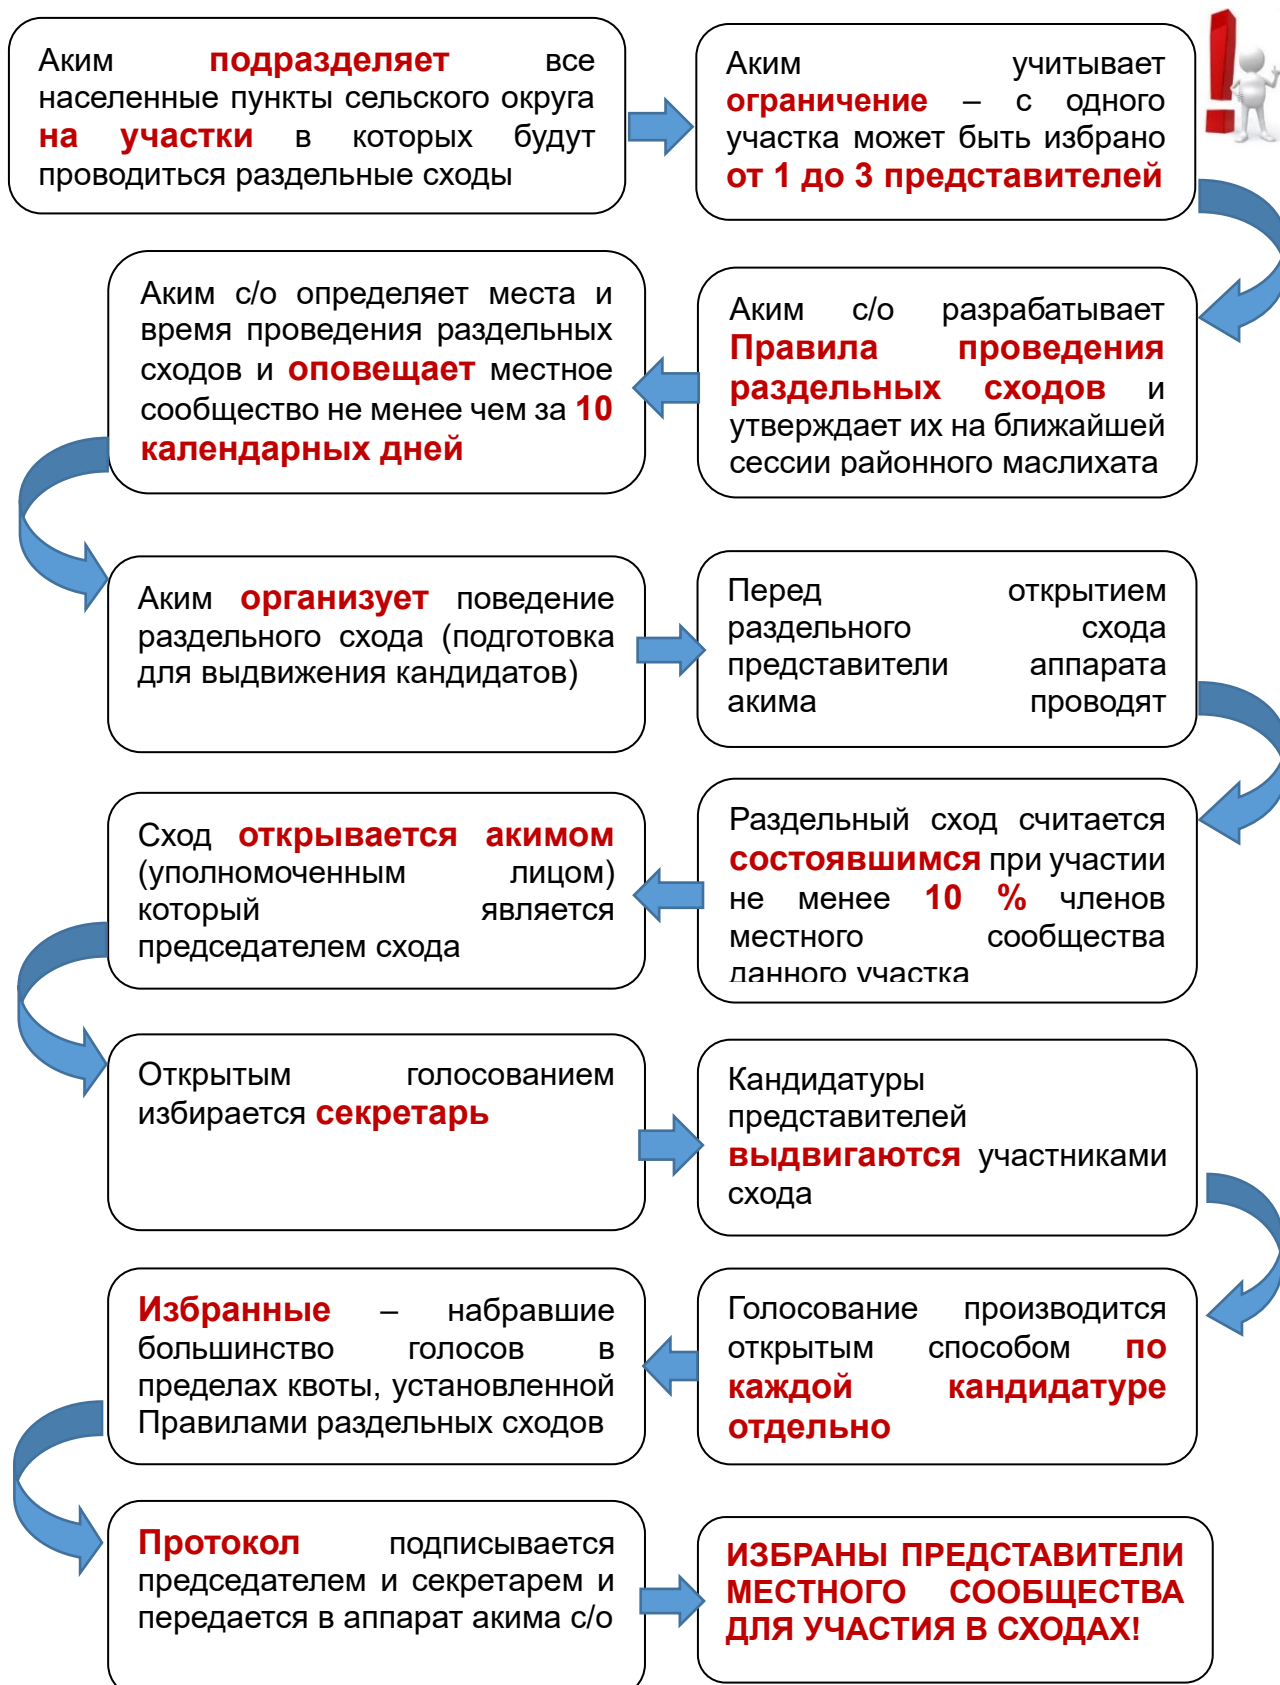 Аким подразделяет все
населенные пункты сельского округа
на участки в которых будут
проводиться раздельные сходы
Аким учитывает
ограничение – с одного
участка может быть избрано
от 1 до 3 представителей
Аким с/о разрабатывает
Правила проведения
раздельных сходов и
утверждает их на ближайшей
сессии районного маслихата
Аким с/о определяет места и
время проведения раздельных
сходов и оповещает местное
сообщество не менее чем за 10
календарных дней
Аким организует поведение
раздельного схода (подготовка
для выдвижения кандидатов)
Перед открытием
раздельного схода
представители аппарата
акима проводят
Раздельный сход считается
состоявшимся при участии
не менее 10 % членов
местного сообщества
данного участка
Сход открывается акимом
(уполномоченным лицом)
который является
председателем схода
Открытым голосованием
избирается секретарь
Кандидатуры
представителей
выдвигаются участниками
схода
Голосование производится
открытым способом по
каждой кандидатуре
отдельно
Избранные – набравшие
большинство голосов в
пределах квоты, установленной
Правилами раздельных сходов
Протокол подписывается
председателем и секретарем и
передается в аппарат акима с/о
ИЗБРАНЫ ПРЕДСТАВИТЕЛИ
МЕСТНОГО СООБЩЕСТВА
ДЛЯ УЧАСТИЯ В СХОДАХ!